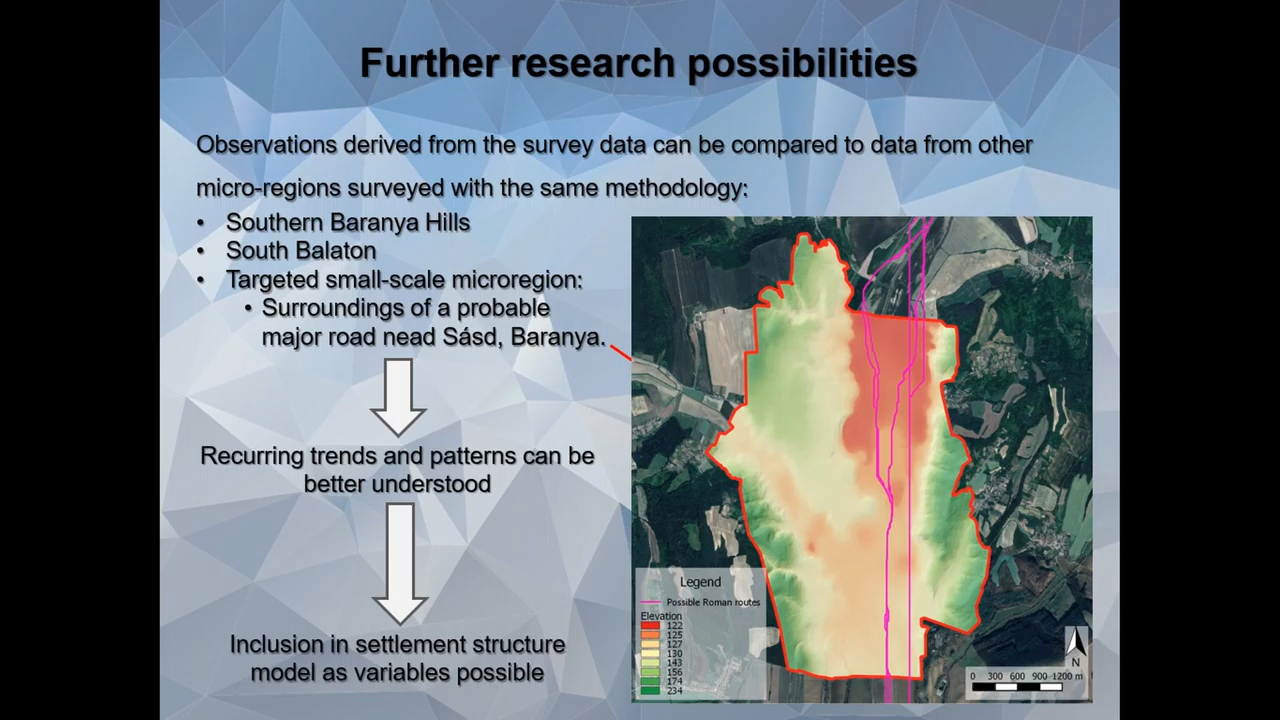 Further research possibilities
Observations derived from the survey data can be compared to data from other
micro-regions surveyed with the same methodology:
• Southern Baranya Hills
• South Balaton
• Targeted small-scale microregion:
• Surroundings of a probable
major road nead Sásd, Baranya.
Recurring trends and patterns can be
better understood
Inclusion in settlement structure
model as variables possible
Legend
Possible Roman routes
Elevation
122
125
127
130
143
156
174
234
N
0 300 600 900 1200 m